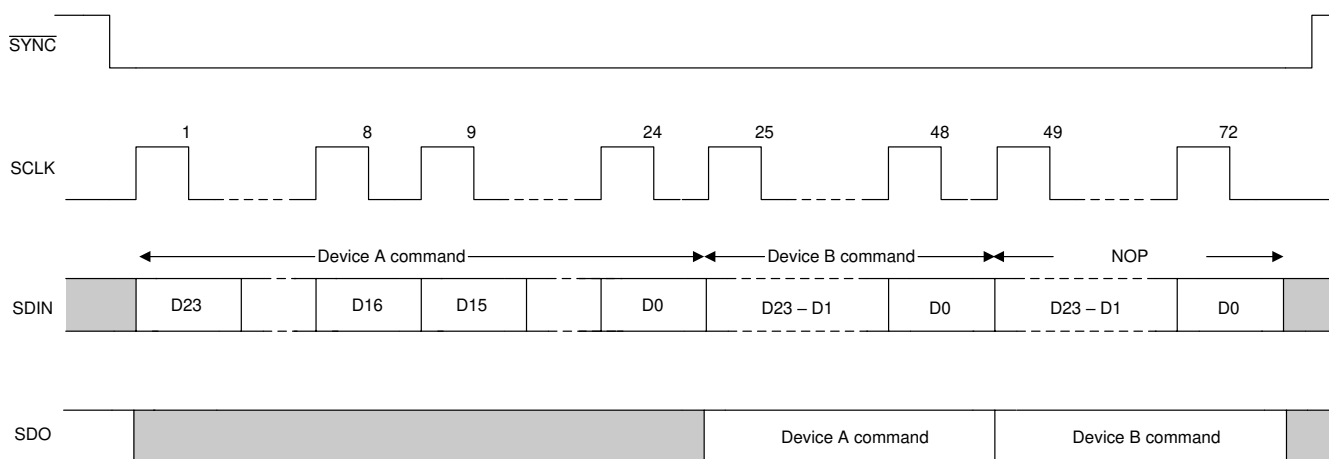 SYNC
1 8 9 24 25 48 49 72
SCLK
Device A command Device B command NOP
SDIN D23 D16 D15 D0 D23 – D1 D0 D23 – D1 D0
SDO Device A command Device B command